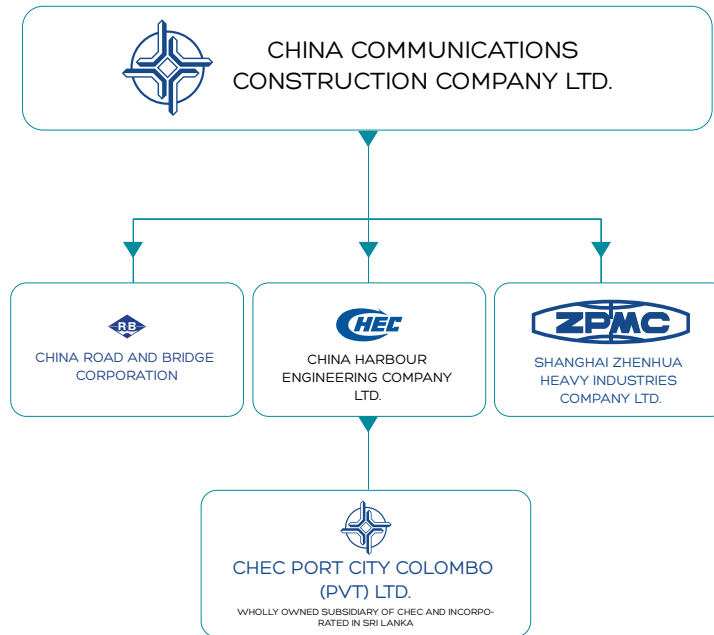 CHINA COMMUNICATIONS
CONSTRUCTION COMPANY LTD.
RB
CHINA ROAD AND BRIDGE
CORPORATION
CHEC
CHINA HARBOUR
ENGINEERING COMPANY
LTD.
ZPMC
SHANGHAI ZHENHUA
HEAVY INDUSTRIES
COMPANY LTD.
CHEC PORT CITY COLOMBO
(PVT) LTD.
WHOLLY OWNED SUBSIDIARY OF CHEC AND INCORPO-
RATED IN SRI LANKA